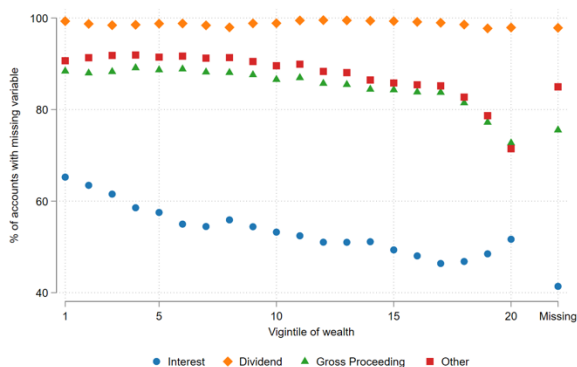 % of accounts with missing variable
100
80
60
40
1 5 10 15 20 Missing
Vigintile of wealth
Interest Dividend Gross Proceeding Other